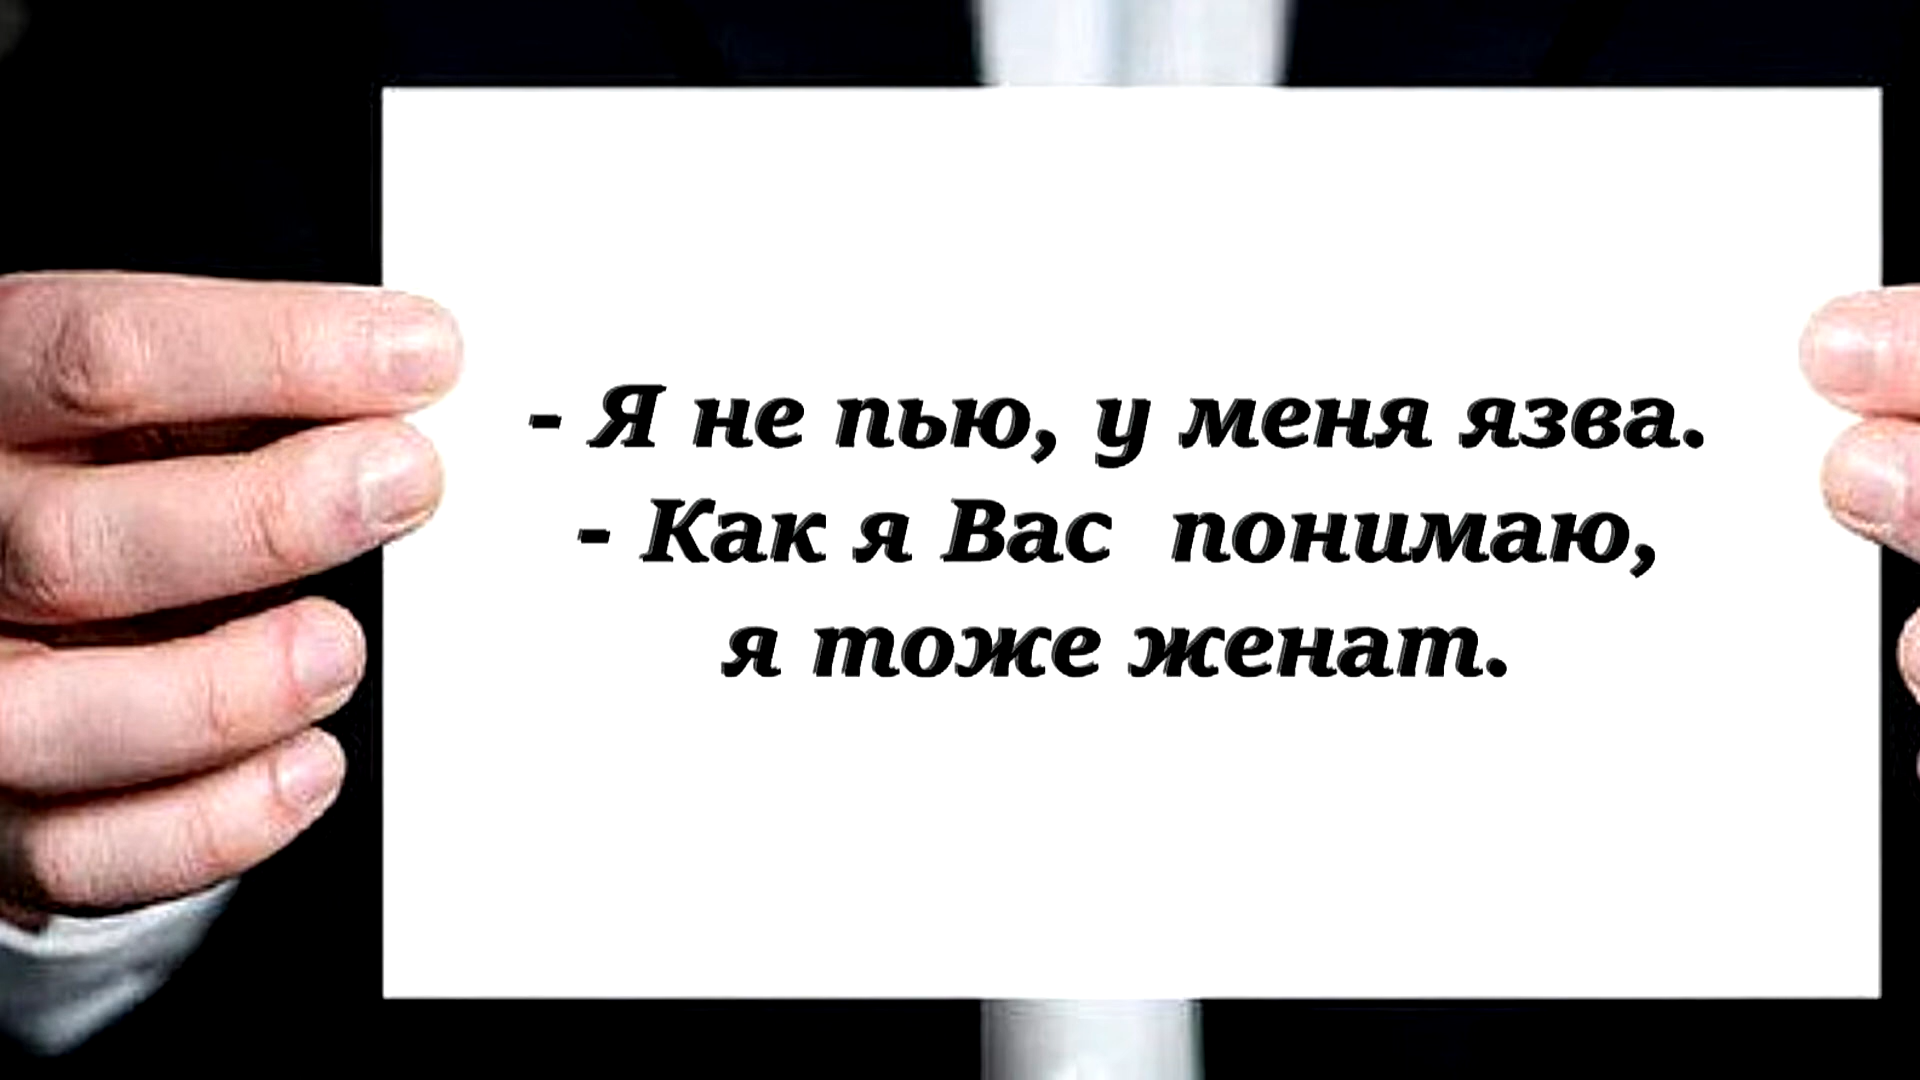 - Я не пью, у меня язва.
- Как я Вас  понимаю,
я тоже женат.